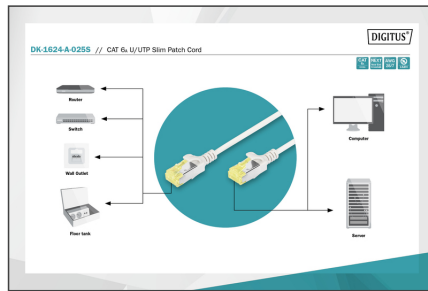 DIGITUS®
DK-1624-A-025S // CAT 6A U/UTP Slim Patch Cord
Router
Switch
Wall Outlet
Floor tank
Computer
Server